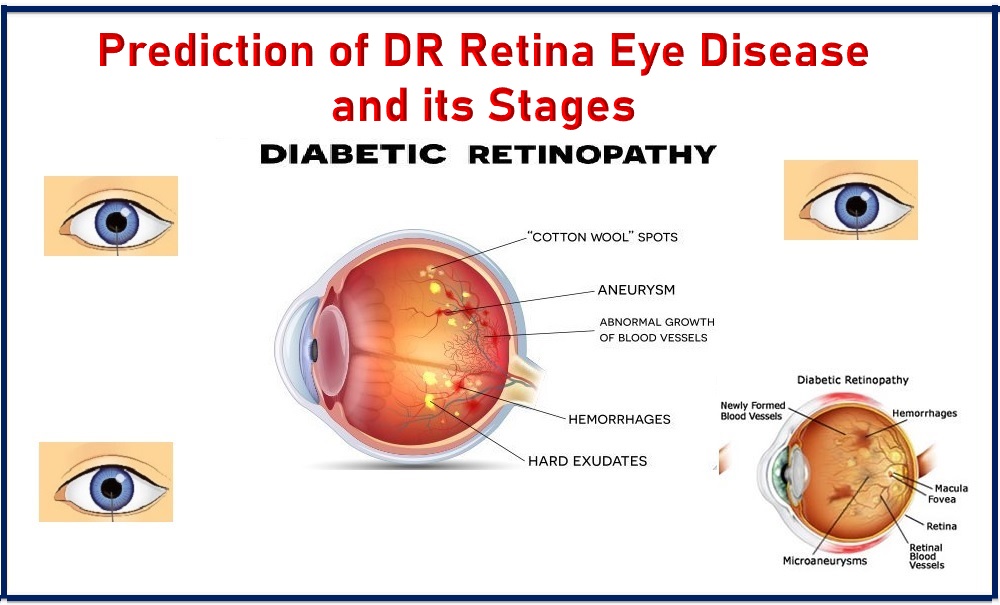 Prediction of DR Retina Eye Disease
and its Stages
DIABETIC RETINOPATHY
“COTTON WOOL” SPOTS
ANEURYSM
ABNORMAL GROWTH
OF BLOOD VESSELS
HEMORRHAGES
HARD EXUDATES
Diabetic Retinopathy
Newly Formed
Blood Vessels
Hemorrhages
Macula
Fovea
Retina
Retinal
Blood
Vessels
Microaneurysms